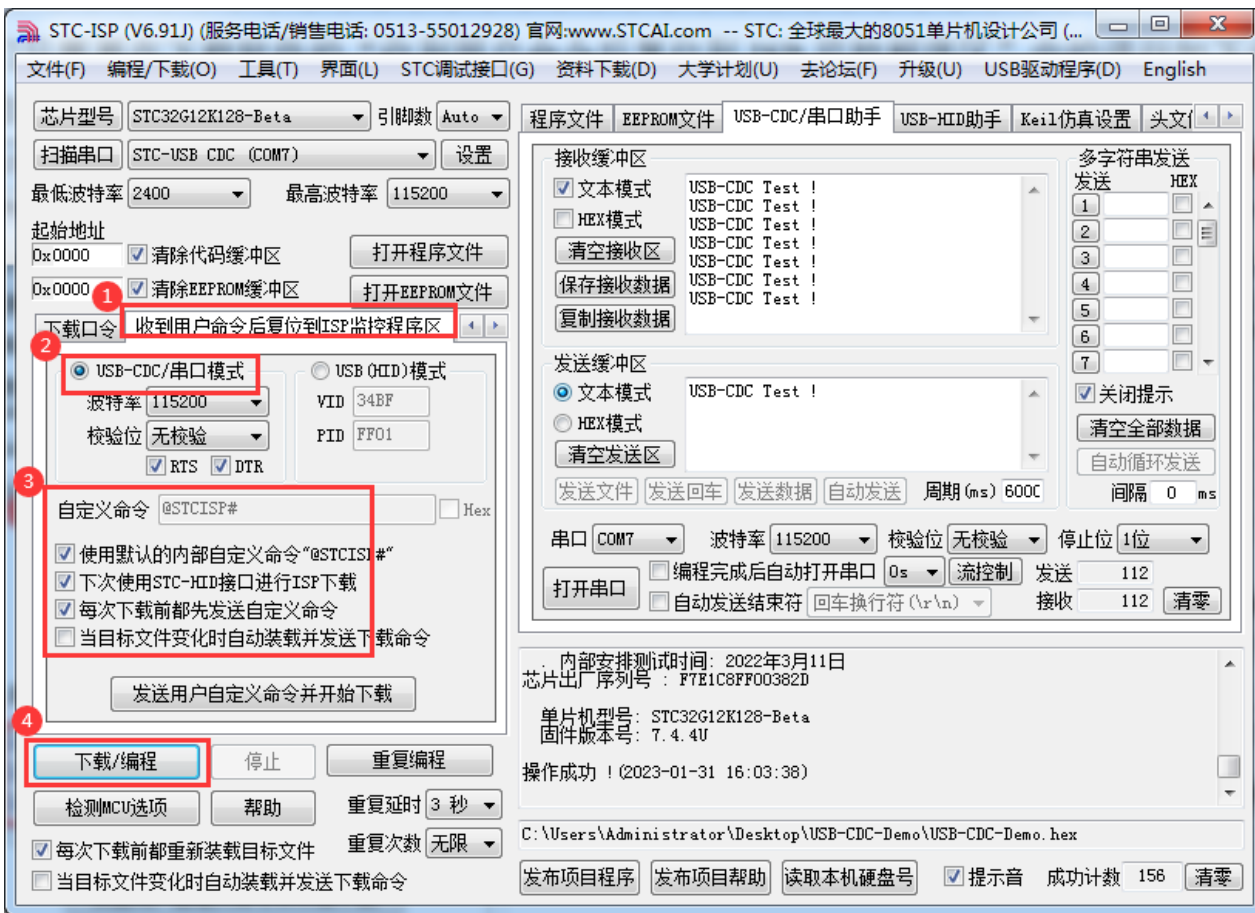 STC-ISP (V6.91J) (服务电话/销售电话: 0513-55012928) 官网:www.STCAI.com -- STC: 全球最大的8051单片机设计公司 (...
文件(F) 编程/下载(O) 工具(T) 界面(L) STC调试接口(G) 资料下载(D) 大学计划(U) 去论坛(F) 升级(U) USB驱动程序(D) English
芯片型号 STC32G12K128-Beta 引脚数 Auto
扫描串口 STC-USB CDC (COM7) 设置
最低波特率 2400 最高波特率 115200
起始地址
0x0000 清除代码缓冲区 打开程序文件
0x0000 清除EEPROM缓冲区 打开EEPROM文件
1
下载口令 收到用户命令后复位到ISP监控程序区
2
USB-CDC/串口模式 USB(HID)模式
波特率 115200 VID 34BF
校验位 无校验 PID FF01
RTS DTR
3
自定义命令 @STCISP# Hex
使用默认的内部自定义命令"@STCISP#"
下次使用STC-HID接口进行ISP下载
每次下载前都先发送自定义命令
当目标文件变化时自动装载并发送下载命令
发送用户自定义命令并开始下载
4
下载/编程 停止 重复编程
检测MCU选项 帮助 重复延时 3 秒
重复次数 无限
每次下载前都重新装载目标文件
当目标文件变化时自动装载并发送下载命令
程序文件 EEPROM文件 USB-CDC/串口助手 USB-HID助手 Keil仿真设置
接收缓冲区
文本模式
HEX模式
清空接收区
保存接收数据
复制接收数据
USB-CDC Test !
USB-CDC Test !
USB-CDC Test !
USB-CDC Test !
USB-CDC Test !
USB-CDC Test !
USB-CDC Test !
发送缓冲区
文本模式 USB-CDC Test !
HEX模式
清空发送区
发送文件 发送回车 发送数据 自动发送 周期(ms)
多字符串发送
发送 HEX
1
2
3
4
5
6
7
关闭提示
清空全部数据
自动循环发送
间隔 0 ms
串口 COM7 波特率 115200 校验位 无校验 停止位 1位
打开串口 编程完成后自动打开串口 0s 流控制 发送 112
自动发送结束符 回车换行符(\r\n) 接收 112 清零
. 内部安排测试时间: 2022年3月11日
芯片出厂序列号 : F7E1C8FF00382D
单片机型号: STC32G12K128-Beta
固件版本号: 7.4.4U
操作成功 !(2023-01-31 16:03:38)
C:\Users\Administrator\Desktop\USB-CDC-Demo\USB-CDC-Demo.hex
发布项目程序 发布项目帮助 读取本机硬盘号 提示音 成功计数 156 清零